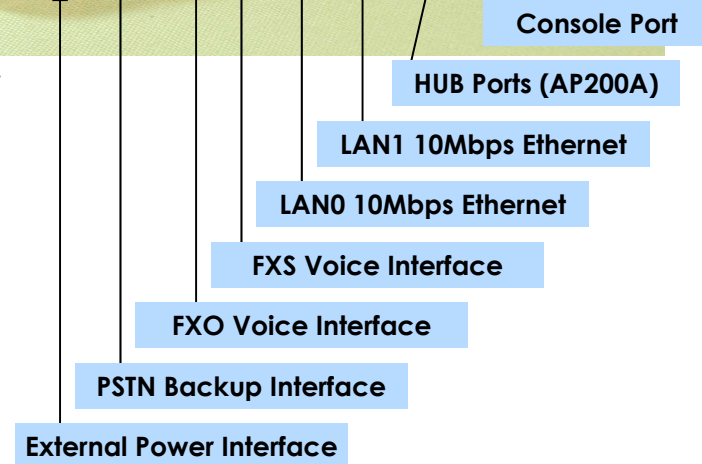 Console Port
HUB Ports (AP200A)
LAN1 10Mbps Ethernet
LAN0 10Mbps Ethernet
FXS Voice Interface
FXO Voice Interface
PSTN Backup Interface
External Power Interface